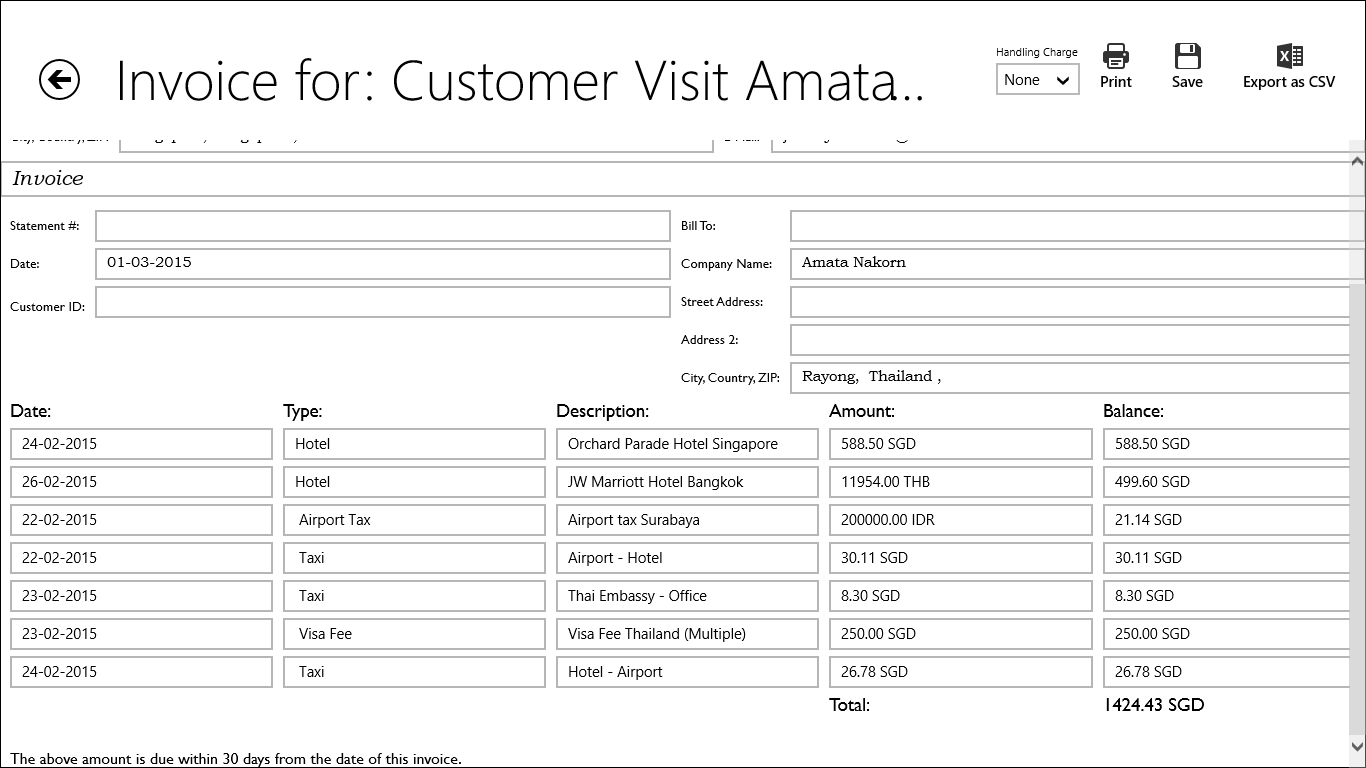 Invoice for: Customer Visit Amata...
Handling Charge
None
Print
Save
Export as CSV
Invoice
Statement #:
Bill To:
Date: 01-03-2015
Company Name: Amata Nakorn
Customer ID:
Street Address:
Address 2:
City, Country, ZIP: Rayong, Thailand ,
Date: Type: Description: Amount: Balance:
24-02-2015 Hotel Orchard Parade Hotel Singapore 588.50 SGD 588.50 SGD
26-02-2015 Hotel JW Marriott Hotel Bangkok 11954.00 THB 499.60 SGD
22-02-2015 Airport Tax Airport tax Surabaya 200000.00 IDR 21.14 SGD
22-02-2015 Taxi Airport - Hotel 30.11 SGD 30.11 SGD
23-02-2015 Taxi Thai Embassy - Office 8.30 SGD 8.30 SGD
23-02-2015 Visa Fee Visa Fee Thailand (Multiple) 250.00 SGD 250.00 SGD
24-02-2015 Taxi Hotel - Airport 26.78 SGD 26.78 SGD
Total: 1424.43 SGD
The above amount is due within 30 days from the date of this invoice.